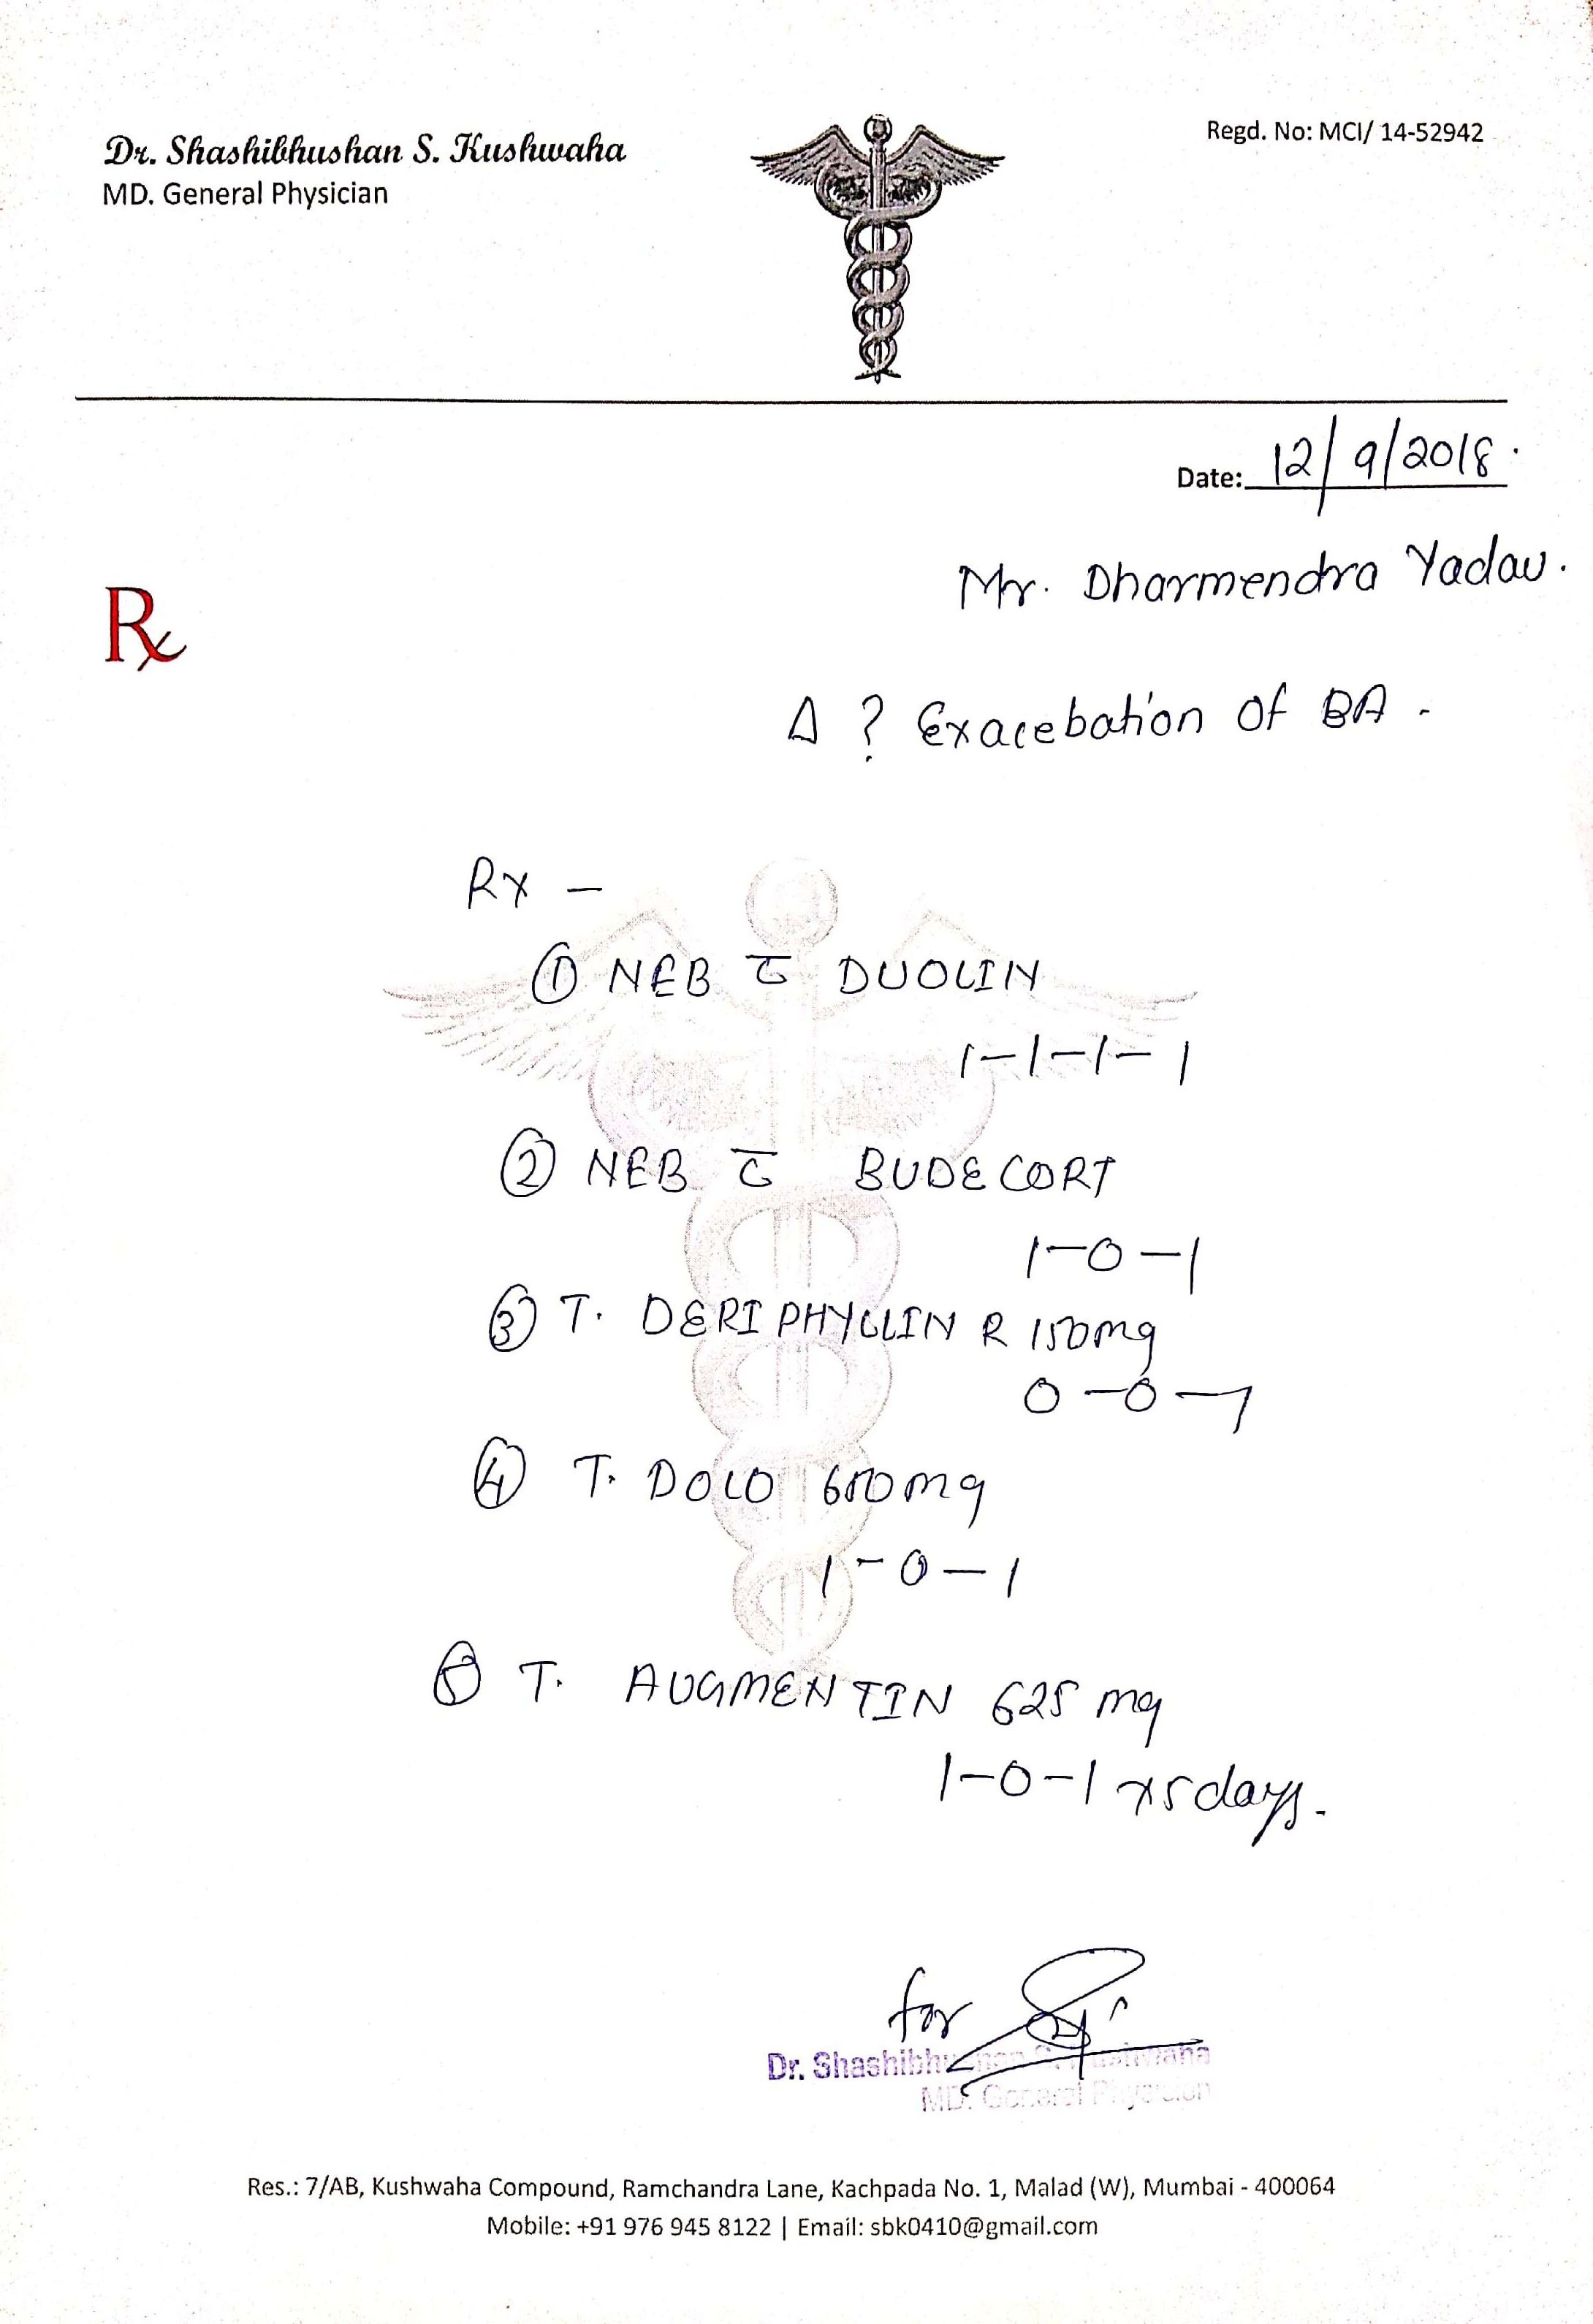 Dr. Shashibhushan S. Kushwaha
MD. General Physician
Regd. No: MCI/ 14-52942
Date: 12/9/2018.
Rx
Mr. Dharmendra Yadav.
Δ ? Exacebation of BA -
Rx —
① NEB c̅ DUOLIN
1-1-1-1
② NEB c̅ BUDECORT
1-0-1
③ T. DERIPHYLLIN R 150mg
0-0-1
④ T. DOLO 650mg
1-0-1
⑤ T. AUGMENTIN 625 mg
1-0-1 x5days.
for
Dr. Shashibhushan S. Kushwaha
MD. General Physician
Res.: 7/AB, Kushwaha Compound, Ramchandra Lane, Kachpada No. 1, Malad (W), Mumbai - 400064
Mobile: +91 976 945 8122 | Email: sbk0410@gmail.com